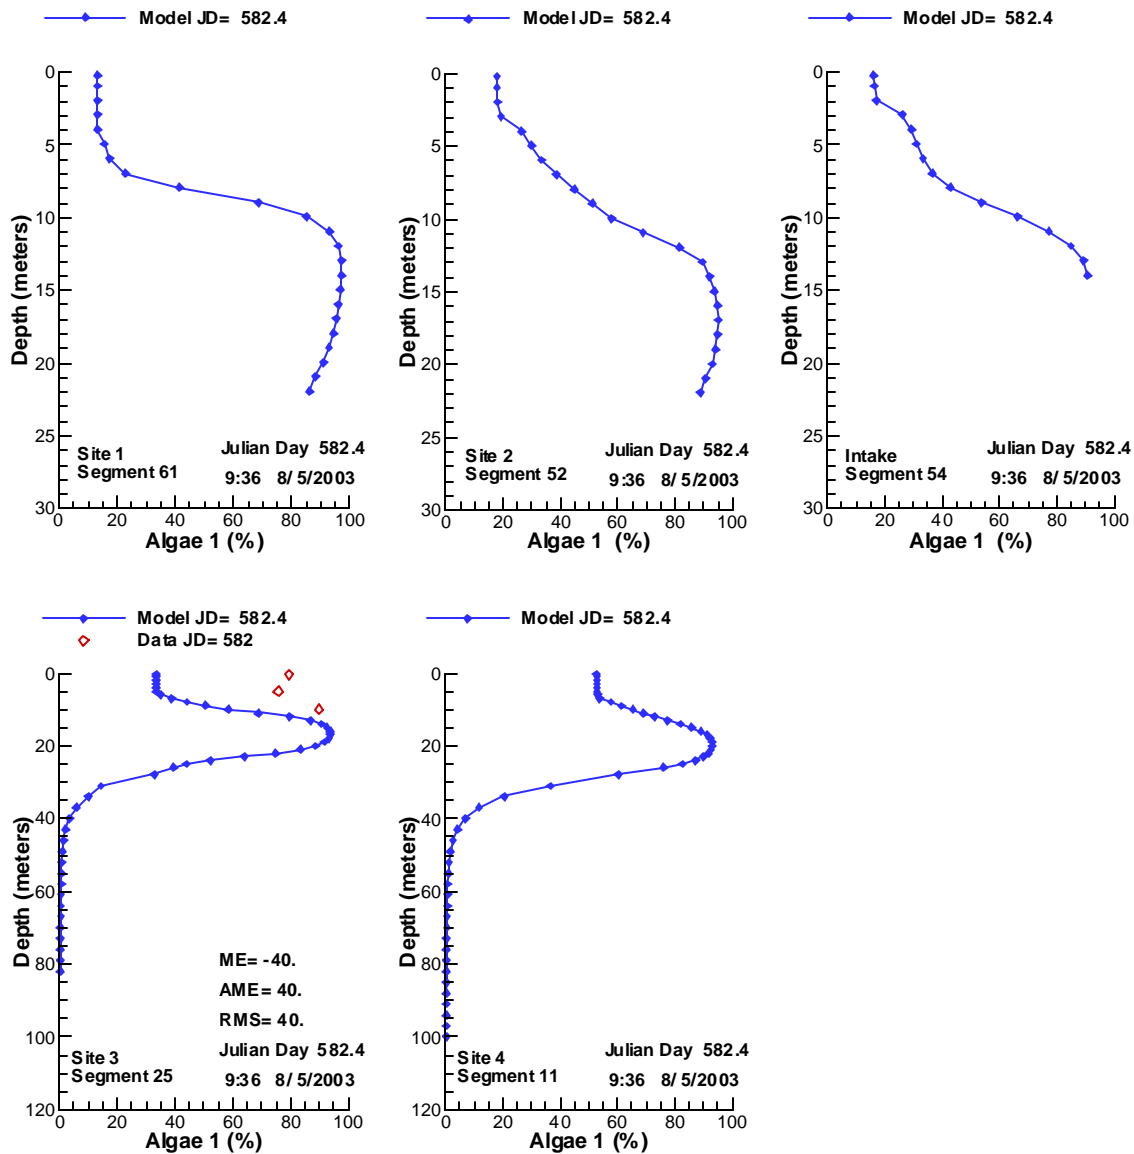 Model JD= 582.4
0
5
10
15
20
25
30
Depth (meters)
Site 1
Segment 61
Julian Day 582.4
9:36 8/ 5/2003
0 20 40 60 80 100
Algae 1 (%)
Model JD= 582.4
0
5
10
15
20
25
30
Depth (meters)
Site 2
Segment 52
Julian Day 582.4
9:36 8/ 5/2003
0 20 40 60 80 100
Algae 1 (%)
Model JD= 582.4
0
5
10
15
20
25
30
Depth (meters)
Intake
Segment 54
Julian Day 582.4
9:36 8/ 5/2003
0 20 40 60 80 100
Algae 1 (%)
Model JD= 582.4
Data JD= 582
0
20
40
60
80
100
120
Depth (meters)
ME= -40.
AME= 40.
RMS= 40.
Site 3
Segment 25
Julian Day 582.4
9:36 8/ 5/2003
0 20 40 60 80 100
Algae 1 (%)
Model JD= 582.4
0
20
40
60
80
100
120
Depth (meters)
Site 4
Segment 11
Julian Day 582.4
9:36 8/ 5/2003
0 20 40 60 80 100
Algae 1 (%)